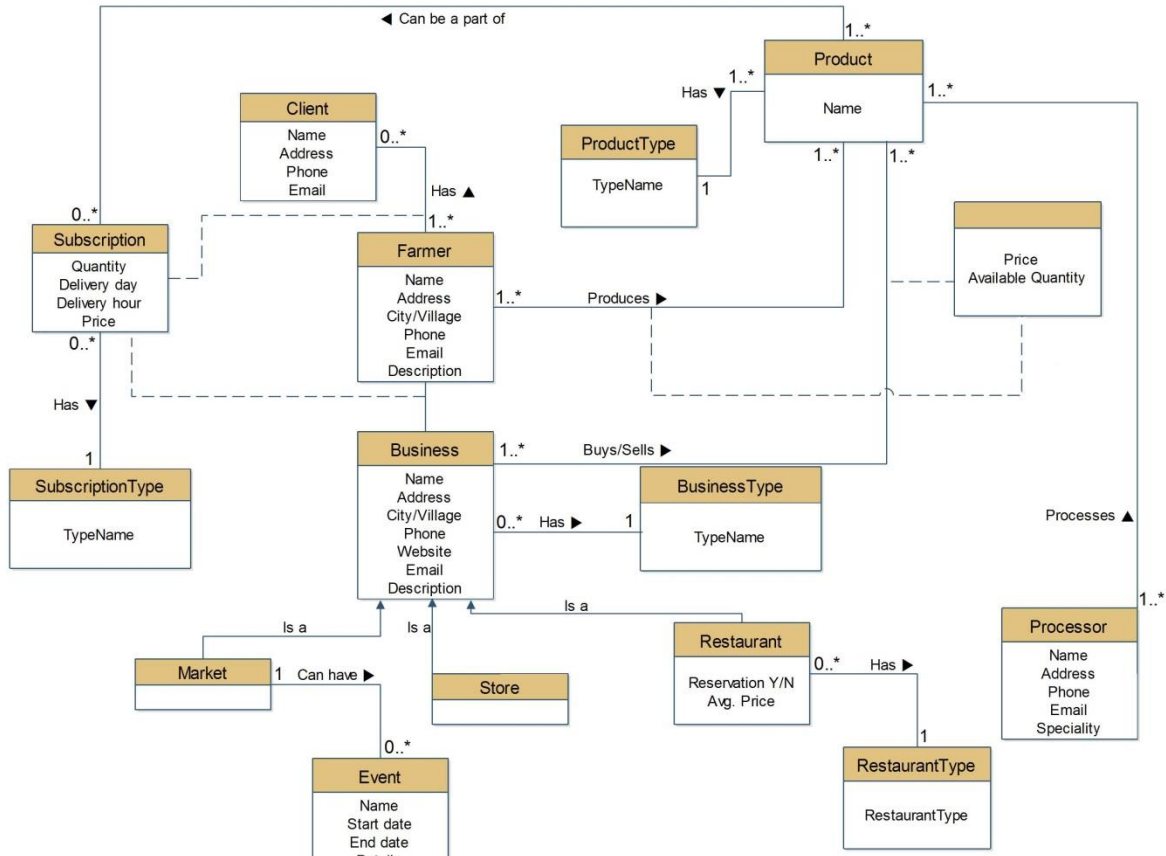 ◄ Can be a part of
1..*
Product
Name
1..*
Has ▼
1..*
1..*
1..*
ProductType
TypeName
1
Client
Name
Address
Phone
Email
0..*
Has ▲
1..*
0..*
Subscription
Quantity
Delivery day
Delivery hour
Price
0..*
Farmer
Name
Address
City/Village
Phone
Email
Description
1..*
Produces ►
Price
Available Quantity
Has ▼
1
SubscriptionType
TypeName
Business
Name
Address
City/Village
Phone
Website
Email
Description
1..*
Buys/Sells ►
0..*
Has ►
1
BusinessType
TypeName
Processes ▲
1..*
Processor
Name
Address
Phone
Email
Speciality
Is a
Is a
Is a
Market
1
Can have ►
0..*
Store
Restaurant
Reservation Y/N
Avg. Price
0..*
Has ►
1
RestaurantType
RestaurantType
Event
Name
Start date
End date